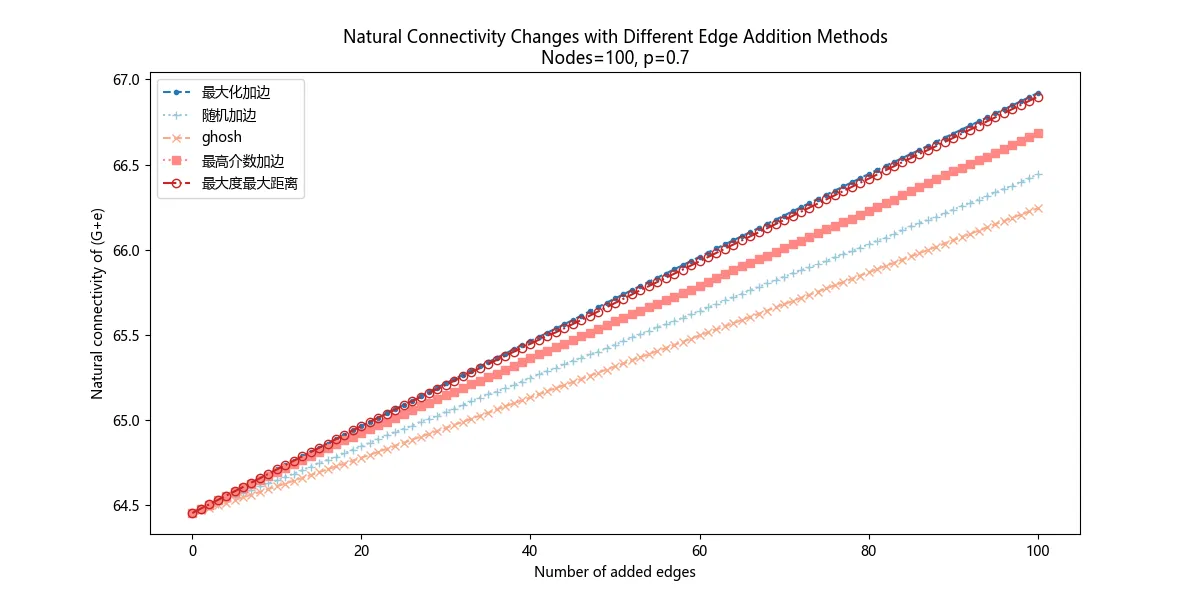 Natural Connectivity Changes with Different Edge Addition Methods
Nodes=100, p=0.7
67.0
66.5
66.0
65.5
65.0
64.5
Natural connectivity of (G+e)
最大化加边
随机加边
ghosh
最高介数加边
最大度最大距离
0 20 40 60 80 100
Number of added edges